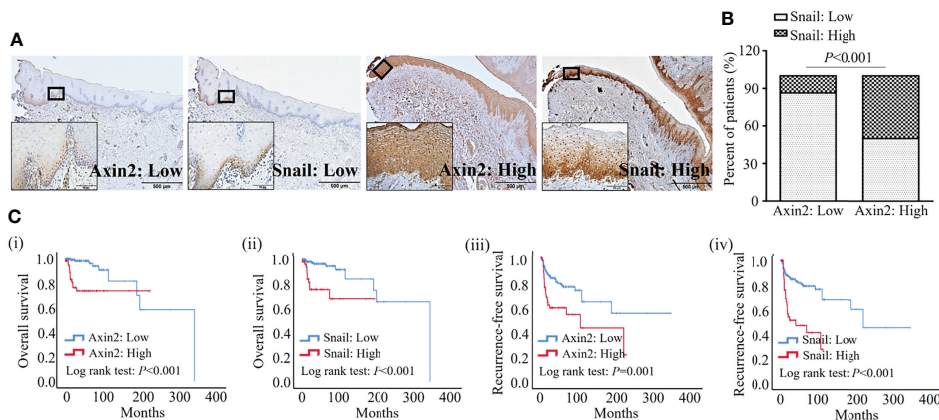 A
Axin2: Low
500 μm
Snail: Low
500 μm
Axin2: High
500 μm
Snail: High
500 μm
B
Snail: Low
Snail: High
P<0.001
Percent of patients (%)
120
90
60
30
0
Axin2: Low Axin2: High
C
(i)
Overall survival
1.0
0.8
0.6
0.4
0.2
0.0
Axin2: Low
Axin2: High
Log rank test: P<0.001
0 100 200 300 400
Months
(ii)
Overall survival
1.0
0.8
0.6
0.4
0.2
0.0
Snail: Low
Snail: High
Log rank test: P<0.001
0 100 200 300 400
Months
(iii)
Recurrence-free survival
1.0
0.8
0.6
0.4
0.2
0.0
Axin2: Low
Axin2: High
Log rank test: P=0.001
0 100 200 300 400
Months
(iv)
Recurrence-free survival
1.0
0.8
0.6
0.4
0.2
0.0
Snail: Low
Snail: High
Log rank test: P<0.001
0 100 200 300 400
Months